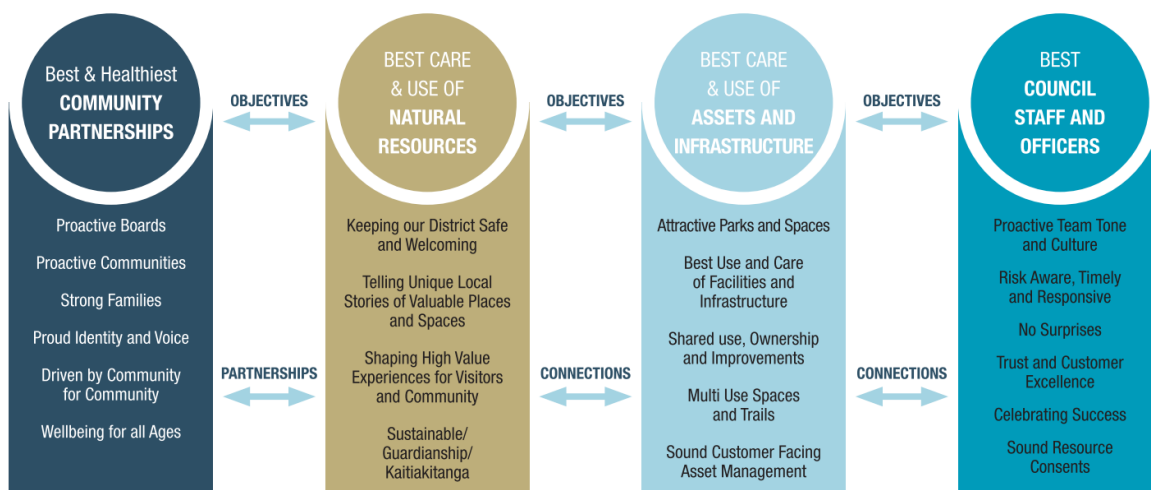 Best & Healthiest
COMMUNITY
PARTNERSHIPS
Proactive Boards
Proactive Communities
Strong Families
Proud Identity and Voice
Driven by Community
for Community
Wellbeing for all Ages
OBJECTIVES
PARTNERSHIPS
BEST CARE
& USE OF
NATURAL
RESOURCES
Keeping our District Safe
and Welcoming
Telling Unique Local
Stories of Valuable Places
and Spaces
Shaping High Value
Experiences for Visitors
and Community
Sustainable/
Guardianship/
Kaitiakitanga
OBJECTIVES
CONNECTIONS
BEST CARE
& USE OF
ASSETS AND
INFRASTRUCTURE
Attractive Parks and Spaces
Best Use and Care
of Facilities and
Infrastructure
Shared use, Ownership
and Improvements
Multi Use Spaces
and Trails
Sound Customer Facing
Asset Management
OBJECTIVES
CONNECTIONS
BEST
COUNCIL
STAFF AND
OFFICERS
Proactive Team Tone
and Culture
Risk Aware, Timely
and Responsive
No Surprises
Trust and Customer
Excellence
Celebrating Success
Sound Resource
Consents